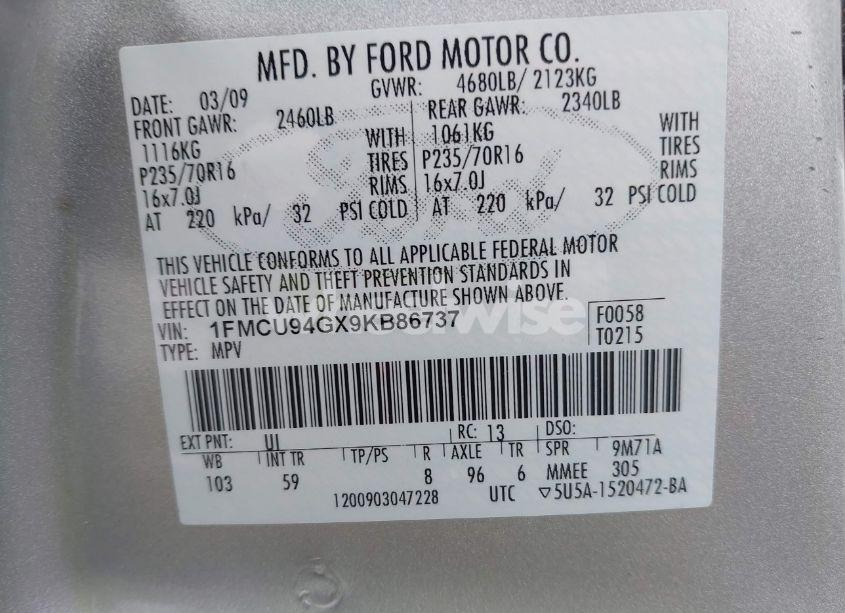 MFD. BY FORD MOTOR CO.
DATE: 03/09 GVWR: 4680LB/ 2123KG
FRONT GAWR: 2460LB REAR GAWR: 2340LB
1116KG WITH 1061KG WITH
P235/70R16 TIRES P235/70R16 TIRES
16x7.0J RIMS 16x7.0J RIMS
AT 220 kPa/ 32 PSI COLD AT 220 kPa/ 32 PSI COLD
THIS VEHICLE CONFORMS TO ALL APPLICABLE FEDERAL MOTOR
VEHICLE SAFETY AND THEFT PREVENTION STANDARDS IN
EFFECT ON THE DATE OF MANUFACTURE SHOWN ABOVE.
VIN: 1FMCU94GX9KB86737 F0058
TYPE: MPV T0215
EXT PNT: UI RC: 13 DSO:
WB INT TR TP/PS R AXLE TR SPR 9M71A
103 59 8 96 6 MMEE 305
1200903047228 UTC ▽5U5A-1520472-BA